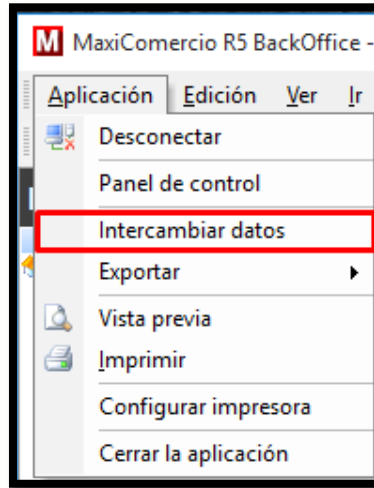 M MaxiComercio R5 BackOffice -
Aplicación Edición Ver Ir
Desconectar
Panel de control
Intercambiar datos
Exportar
Vista previa
Imprimir
Configurar impresora
Cerrar la aplicación